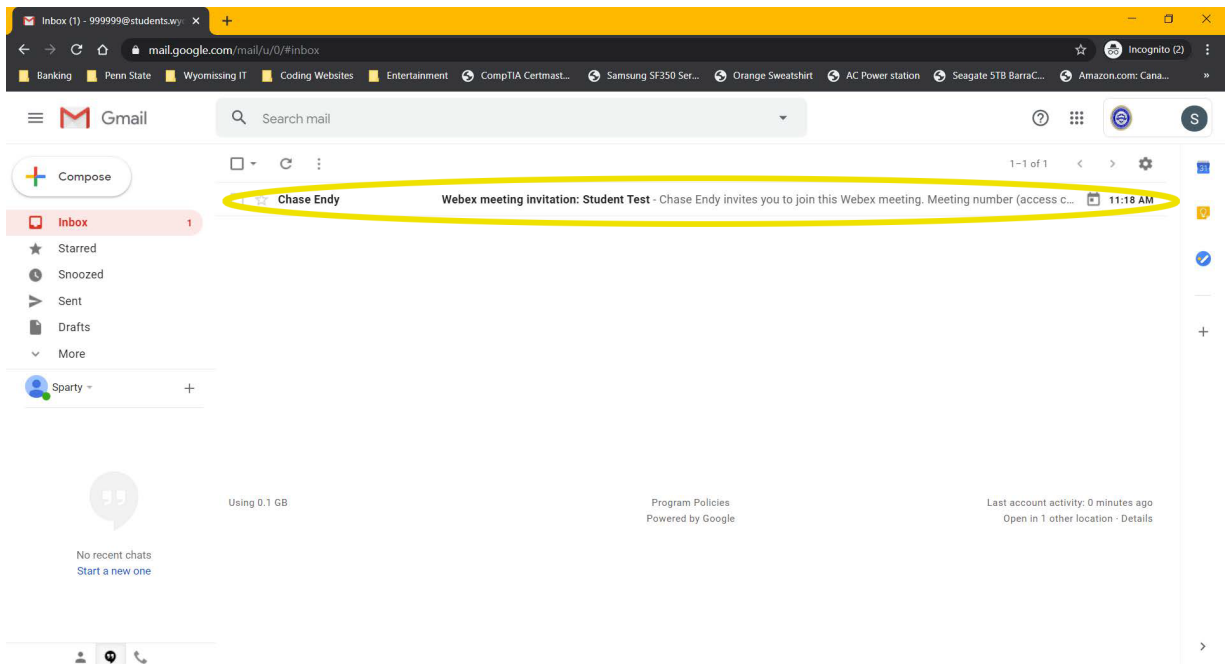 Inbox (1) - 999999@students.wy
mail.google.com/mail/u/0/#inbox
Incognito (2)
Banking Penn State Wyomissing IT Coding Websites Entertainment CompTIA Certmast... Samsung SF350 Ser... Orange Sweatshirt AC Power station Seagate 5TB BarraC... Amazon.com: Cana... »
Gmail
Search mail
S
Compose
1–1 of 1
31
Chase Endy Webex meeting invitation: Student Test - Chase Endy invites you to join this Webex meeting. Meeting number (access c... 11:18 AM
Inbox 1
Starred
Snoozed
Sent
Drafts
More
Sparty
Using 0.1 GB
Program Policies
Powered by Google
Last account activity: 0 minutes ago
Open in 1 other location · Details
No recent chats
Start a new one